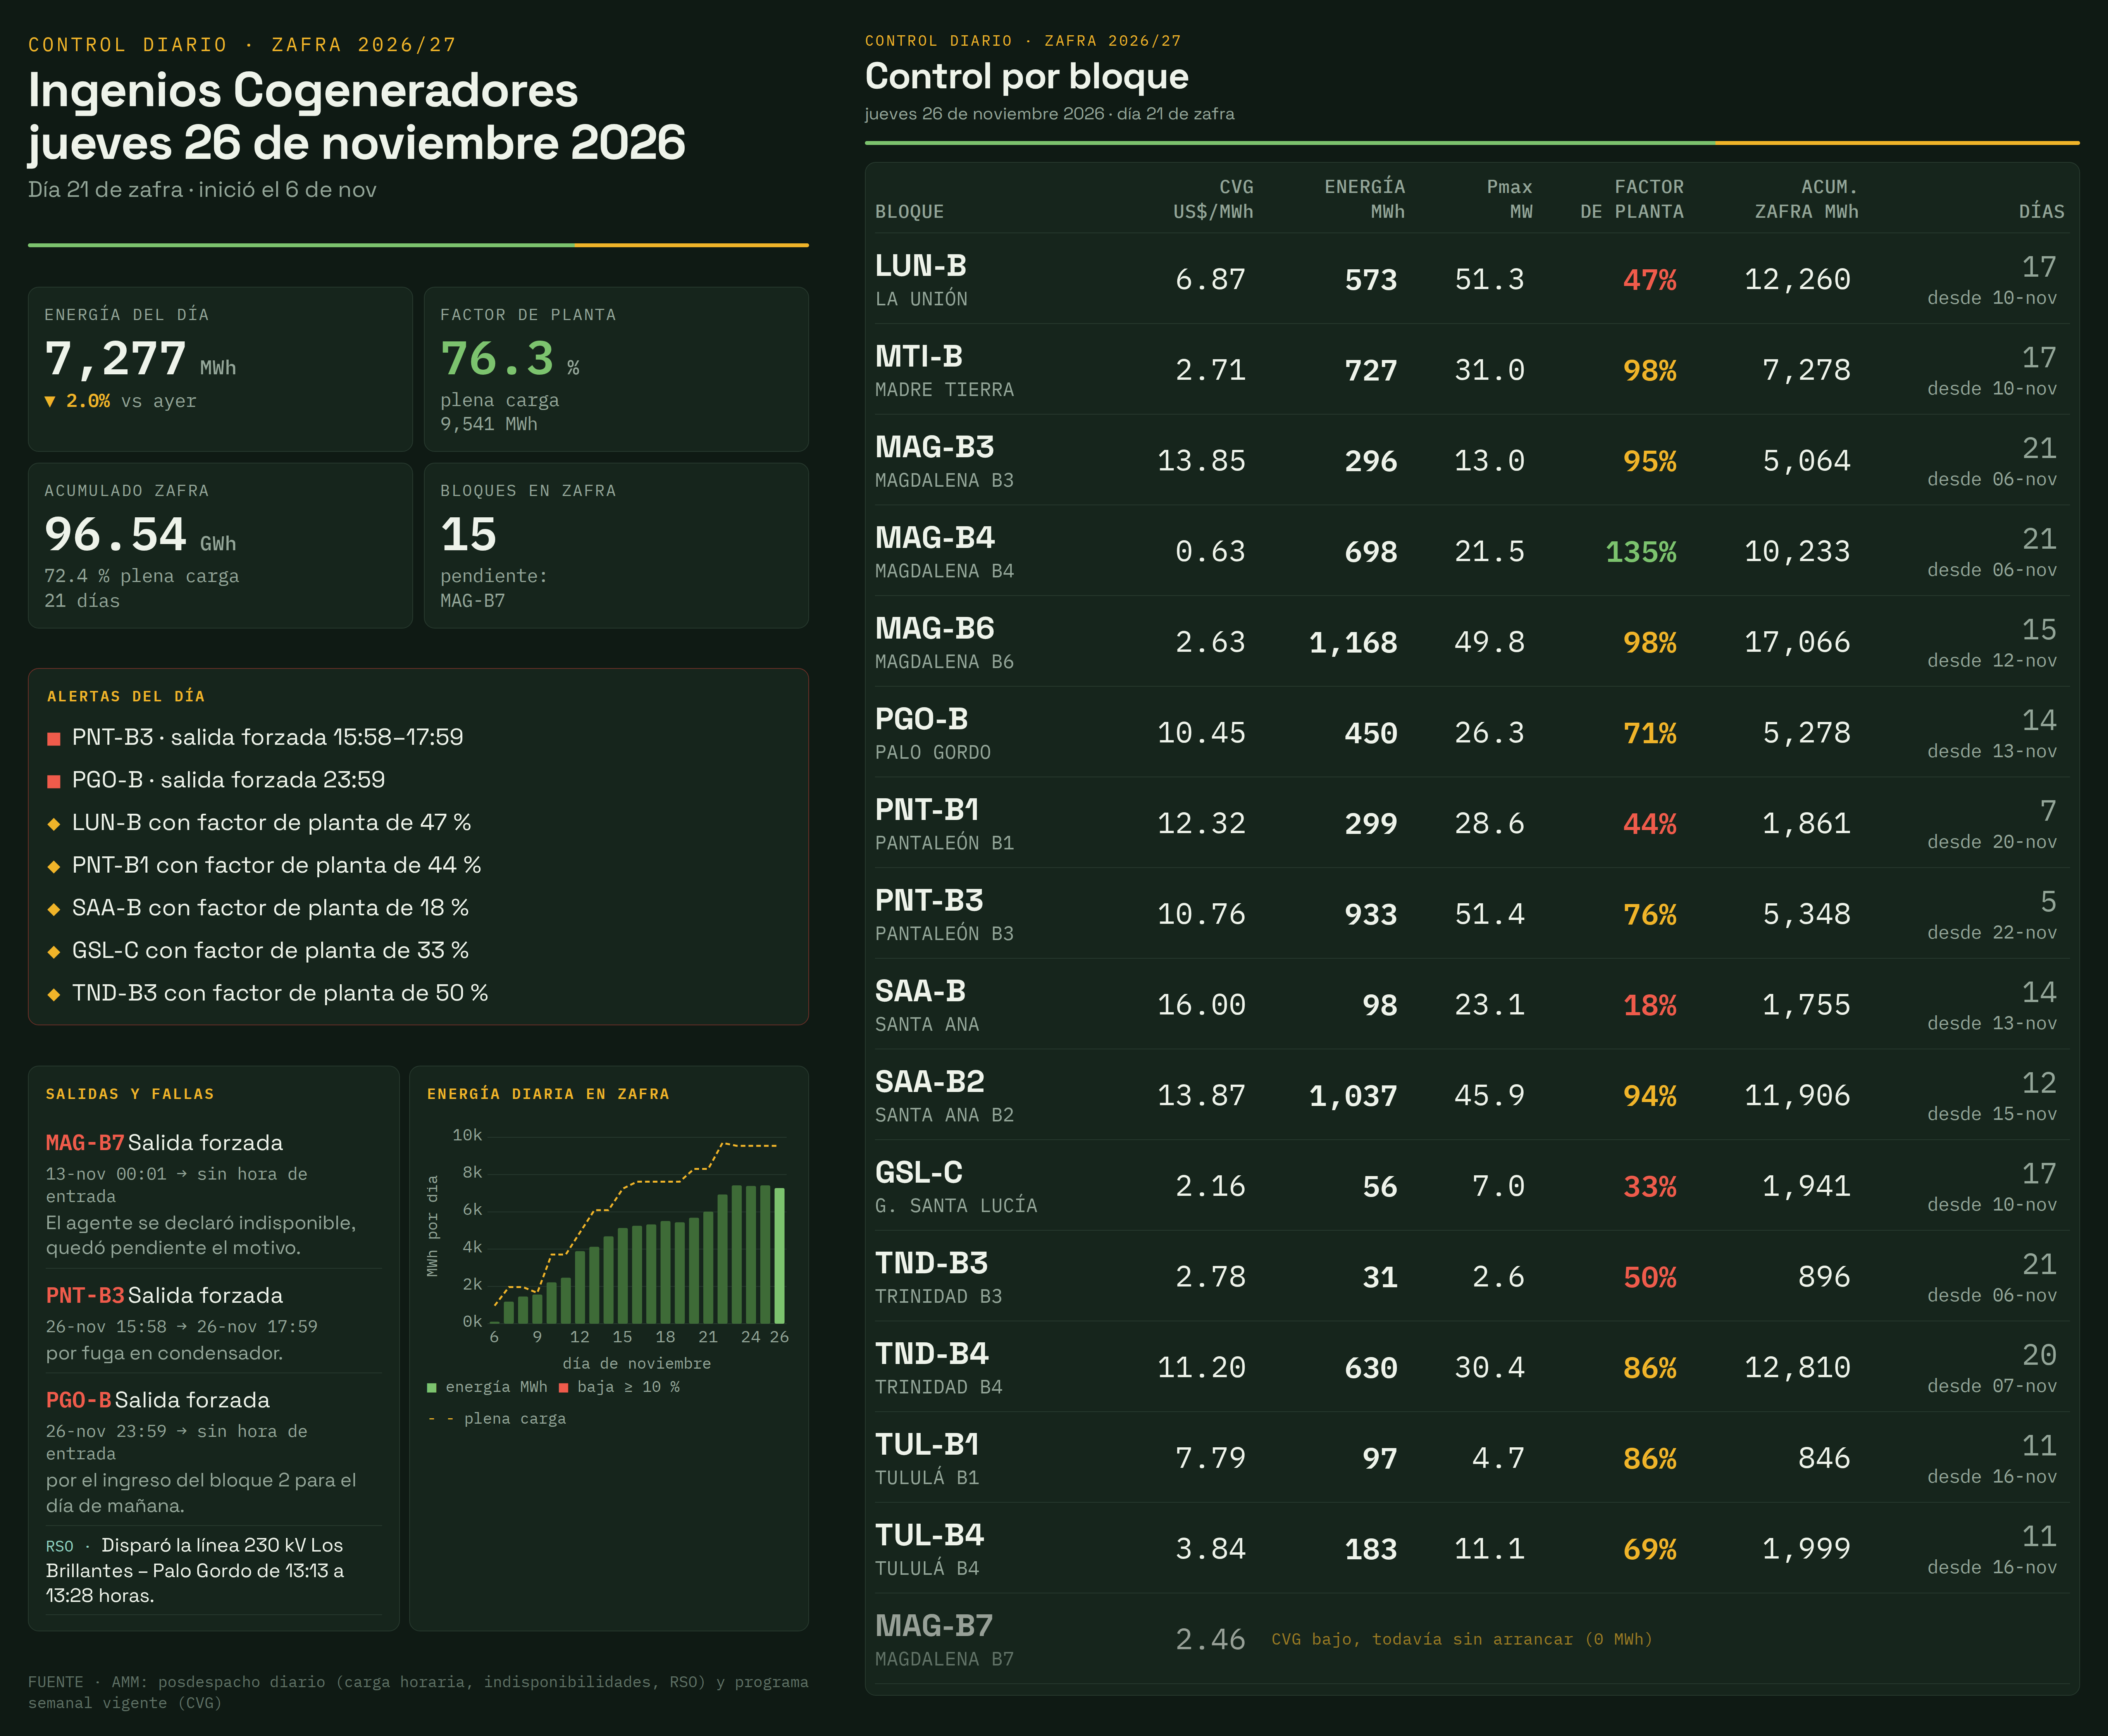 CONTROL DIARIO · ZAFRA 2026/27
Ingenios Cogeneradores
jueves 26 de noviembre 2026
Día 21 de zafra · inició el 6 de nov
ENERGÍA DEL DÍA
7,277 MWh
▼ 2.0% vs ayer
FACTOR DE PLANTA
76.3 %
plena carga
9,541 MWh
ACUMULADO ZAFRA
96.54 GWh
72.4 % plena carga
21 días
BLOQUES EN ZAFRA
15
pendiente:
MAG-B7
ALERTAS DEL DÍA
■ PNT-B3 · salida forzada 15:58–17:59
■ PGO-B · salida forzada 23:59
◆ LUN-B con factor de planta de 47 %
◆ PNT-B1 con factor de planta de 44 %
◆ SAA-B con factor de planta de 18 %
◆ GSL-C con factor de planta de 33 %
◆ TND-B3 con factor de planta de 50 %
SALIDAS Y FALLAS
MAG-B7 Salida forzada
13-nov 00:01 → sin hora de
entrada
El agente se declaró indisponible,
quedó pendiente el motivo.
PNT-B3 Salida forzada
26-nov 15:58 → 26-nov 17:59
por fuga en condensador.
PGO-B Salida forzada
26-nov 23:59 → sin hora de
entrada
por el ingreso del bloque 2 para el
día de mañana.
RSO · Disparó la línea 230 kV Los
Brillantes – Palo Gordo de 13:13 a
13:28 horas.
ENERGÍA DIARIA EN ZAFRA
MWh por día
10k
8k
6k
4k
2k
0k
6 9 12 15 18 21 24 26
día de noviembre
■ energía MWh ■ baja ≥ 10 %
- - plena carga
FUENTE · AMM: posdespacho diario (carga horaria, indisponibilidades, RSO) y programa
semanal vigente (CVG)
CONTROL DIARIO · ZAFRA 2026/27
Control por bloque
jueves 26 de noviembre 2026 · día 21 de zafra
CVG ENERGÍA Pmax FACTOR ACUM.
BLOQUE US$/MWh MWh MW DE PLANTA ZAFRA MWh DÍAS
LUN-B 6.87 573 51.3 47% 12,260 17
LA UNIÓN desde 10-nov
MTI-B 2.71 727 31.0 98% 7,278 17
MADRE TIERRA desde 10-nov
MAG-B3 13.85 296 13.0 95% 5,064 21
MAGDALENA B3 desde 06-nov
MAG-B4 0.63 698 21.5 135% 10,233 21
MAGDALENA B4 desde 06-nov
MAG-B6 2.63 1,168 49.8 98% 17,066 15
MAGDALENA B6 desde 12-nov
PGO-B 10.45 450 26.3 71% 5,278 14
PALO GORDO desde 13-nov
PNT-B1 12.32 299 28.6 44% 1,861 7
PANTALEÓN B1 desde 20-nov
PNT-B3 10.76 933 51.4 76% 5,348 5
PANTALEÓN B3 desde 22-nov
SAA-B 16.00 98 23.1 18% 1,755 14
SANTA ANA desde 13-nov
SAA-B2 13.87 1,037 45.9 94% 11,906 12
SANTA ANA B2 desde 15-nov
GSL-C 2.16 56 7.0 33% 1,941 17
G. SANTA LUCÍA desde 10-nov
TND-B3 2.78 31 2.6 50% 896 21
TRINIDAD B3 desde 06-nov
TND-B4 11.20 630 30.4 86% 12,810 20
TRINIDAD B4 desde 07-nov
TUL-B1 7.79 97 4.7 86% 846 11
TULULÁ B1 desde 16-nov
TUL-B4 3.84 183 11.1 69% 1,999 11
TULULÁ B4 desde 16-nov
MAG-B7 2.46 CVG bajo, todavía sin arrancar (0 MWh)
MAGDALENA B7